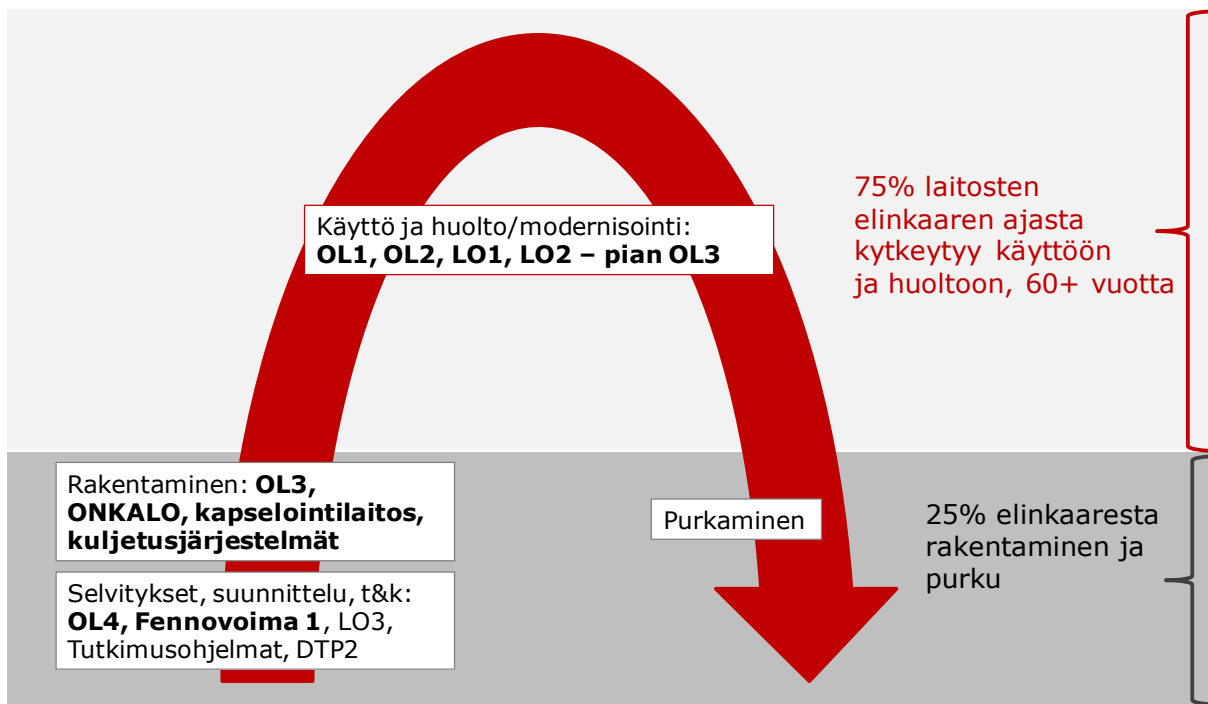 Käyttö ja huolto/modernisointi:
OL1, OL2, LO1, LO2 – pian OL3
75% laitosten
elinkaaren ajasta
kytkeytyy käyttöön
ja huoltoon, 60+ vuotta
Rakentaminen: OL3,
ONKALO, kapselointilaitos,
kuljetusjärjestelmät
Selvitykset, suunnittelu, t&k:
OL4, Fennovoima 1, LO3,
Tutkimusohjelmat, DTP2
Purkaminen
25% elinkaaresta
rakentaminen ja
purku